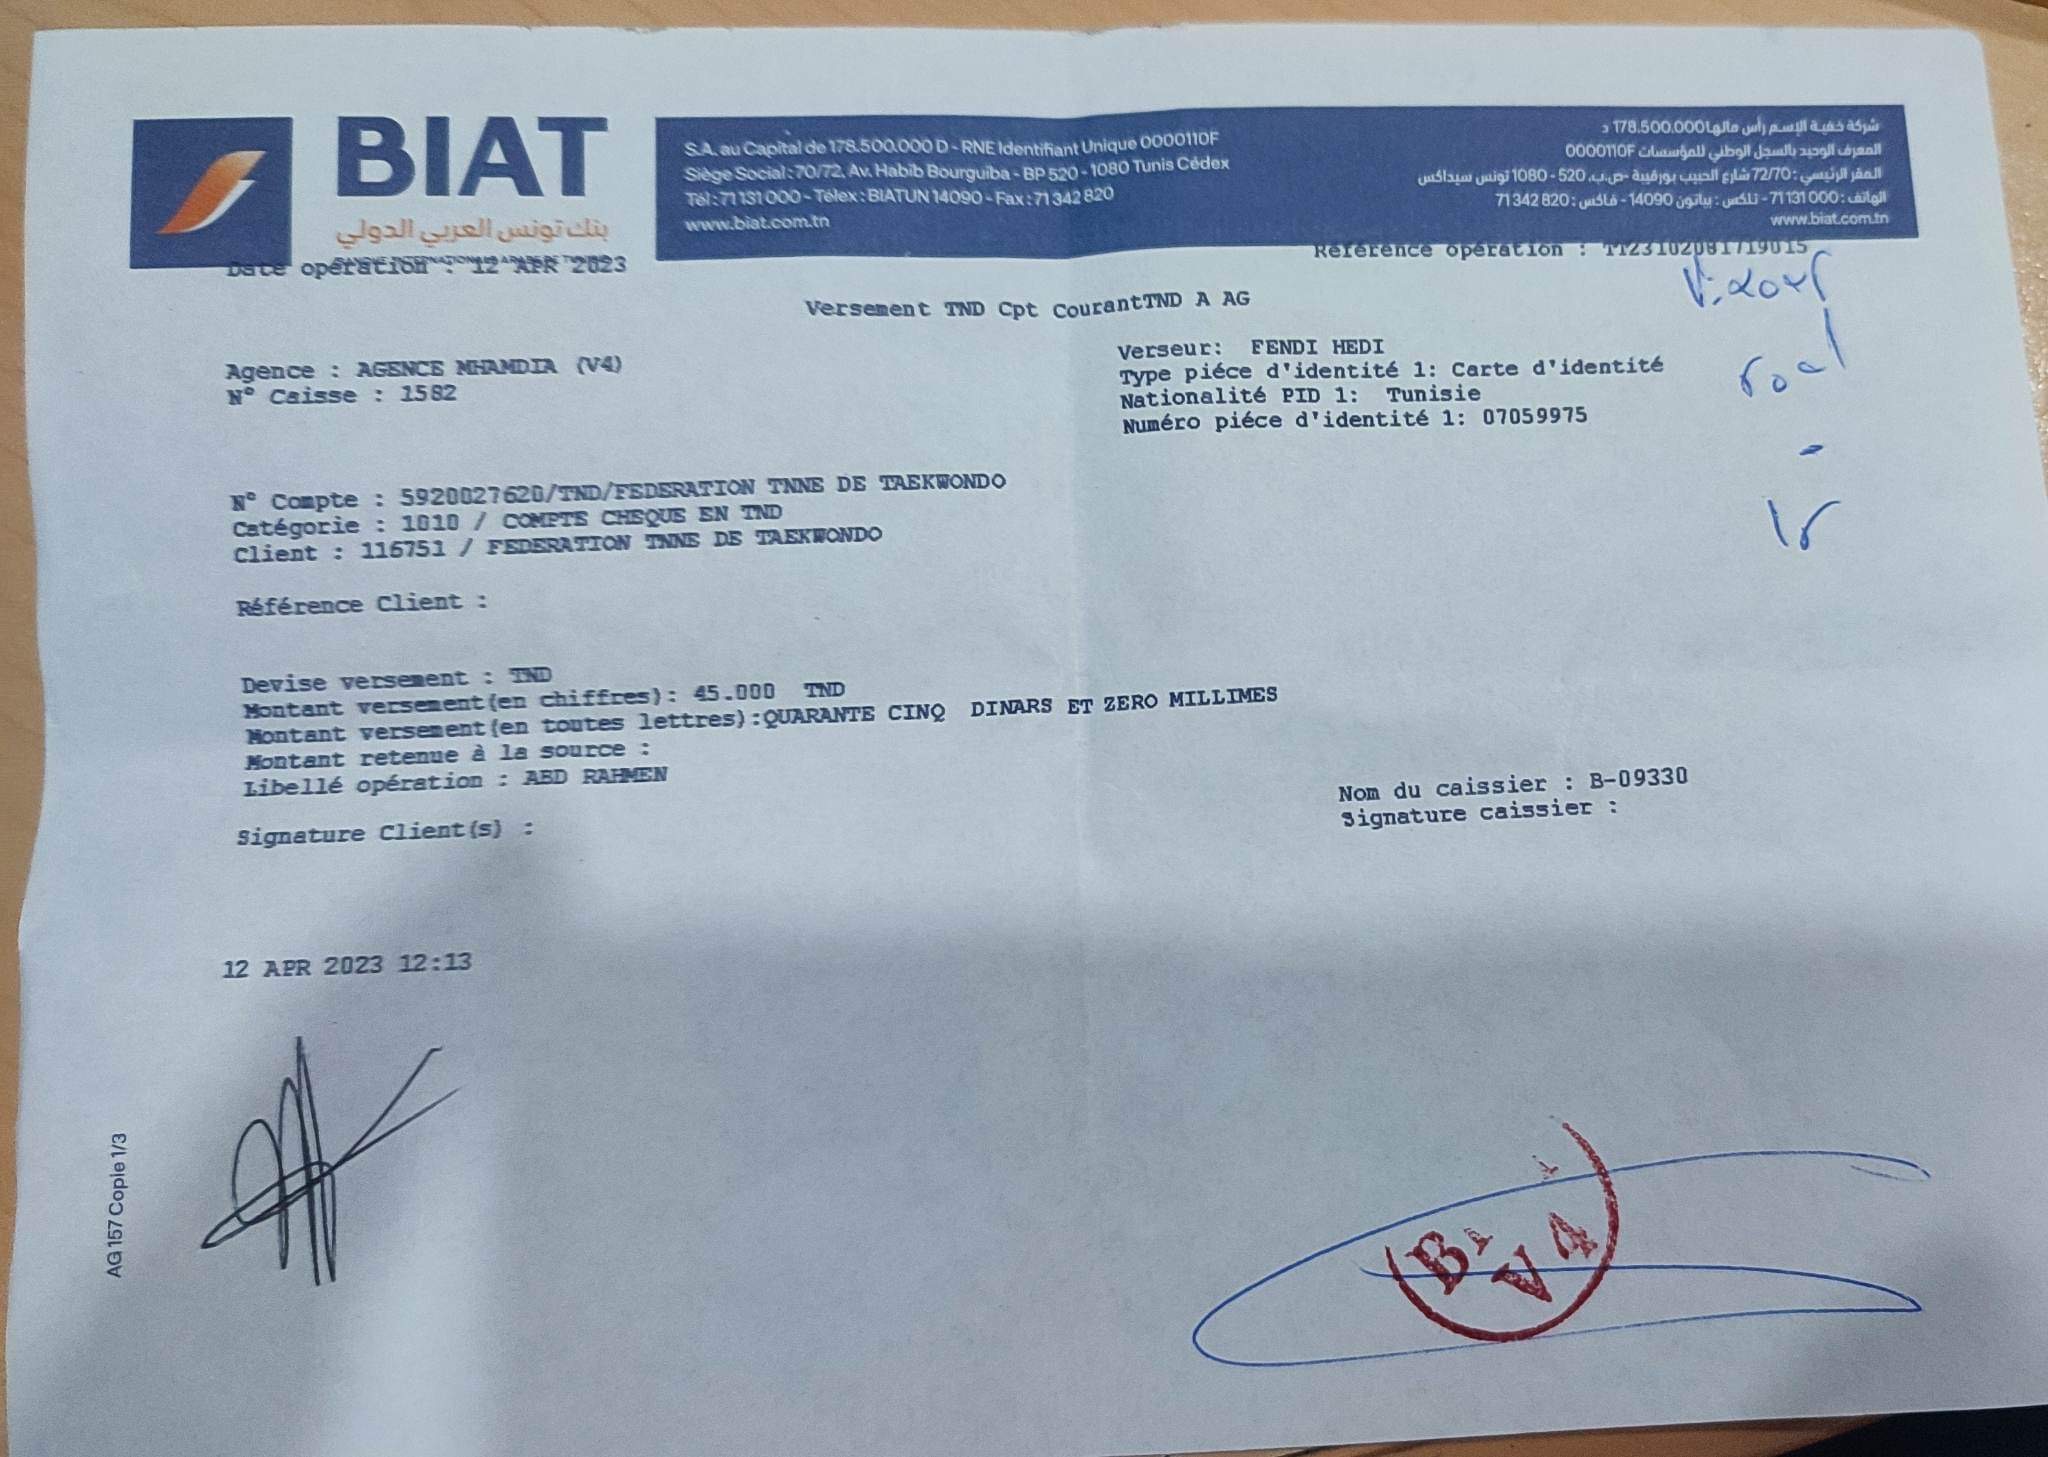 BIAT
بنك تونس العربي الدولي
S.A. au Capital de 178.500.000 D - RNE Identifiant Unique 0000110F
Siège Social : 70/72, Av. Habib Bourguiba - BP 520 - 1080 Tunis Cédex
Tél : 71 131 000 - Télex : BIATUN 14090 - Fax : 71 342 820
www.biat.com.tn
شركة خفية الإسم رأس مالها 178.500.000 د
المعرف الوحيد بالسجل الوطني للمؤسسات 0000110F
المقر الرئيسي : 72/70 شارع الحبيب بورقيبة -ص.ب. 520 - 1080 تونس سيداكس
الهاتف : 71 131 000 - تلكس : بياتون 14090 - فاكس : 71 342 820
www.biat.com.tn
Date opération : 12 APR 2023
Référence opération : TT23102081719015
Versement TND Cpt CourantTND A AG
Agence : AGENCE MHAMDIA (V4)
N° Caisse : 1582
Verseur: FENDI HEDI
Type piéce d'identité 1: Carte d'identité
Nationalité PID 1: Tunisie
Numéro piéce d'identité 1: 07059975
N° Compte : 5920027620/TND/FEDERATION TNNE DE TAEKWONDO
Catégorie : 1010 / COMPTE CHEQUE EN TND
Client : 116751 / FEDERATION TNNE DE TAEKWONDO
Référence Client :
Devise versement : TND
Montant versement(en chiffres): 45.000 TND
Montant versement(en toutes lettres):QUARANTE CINQ DINARS ET ZERO MILLIMES
Montant retenue à la source :
Libellé opération : ABD RAHMEN
Nom du caissier : B-09330
Signature caissier :
Signature Client(s) :
12 APR 2023 12:13
AG 157 Copie 1/3
V4